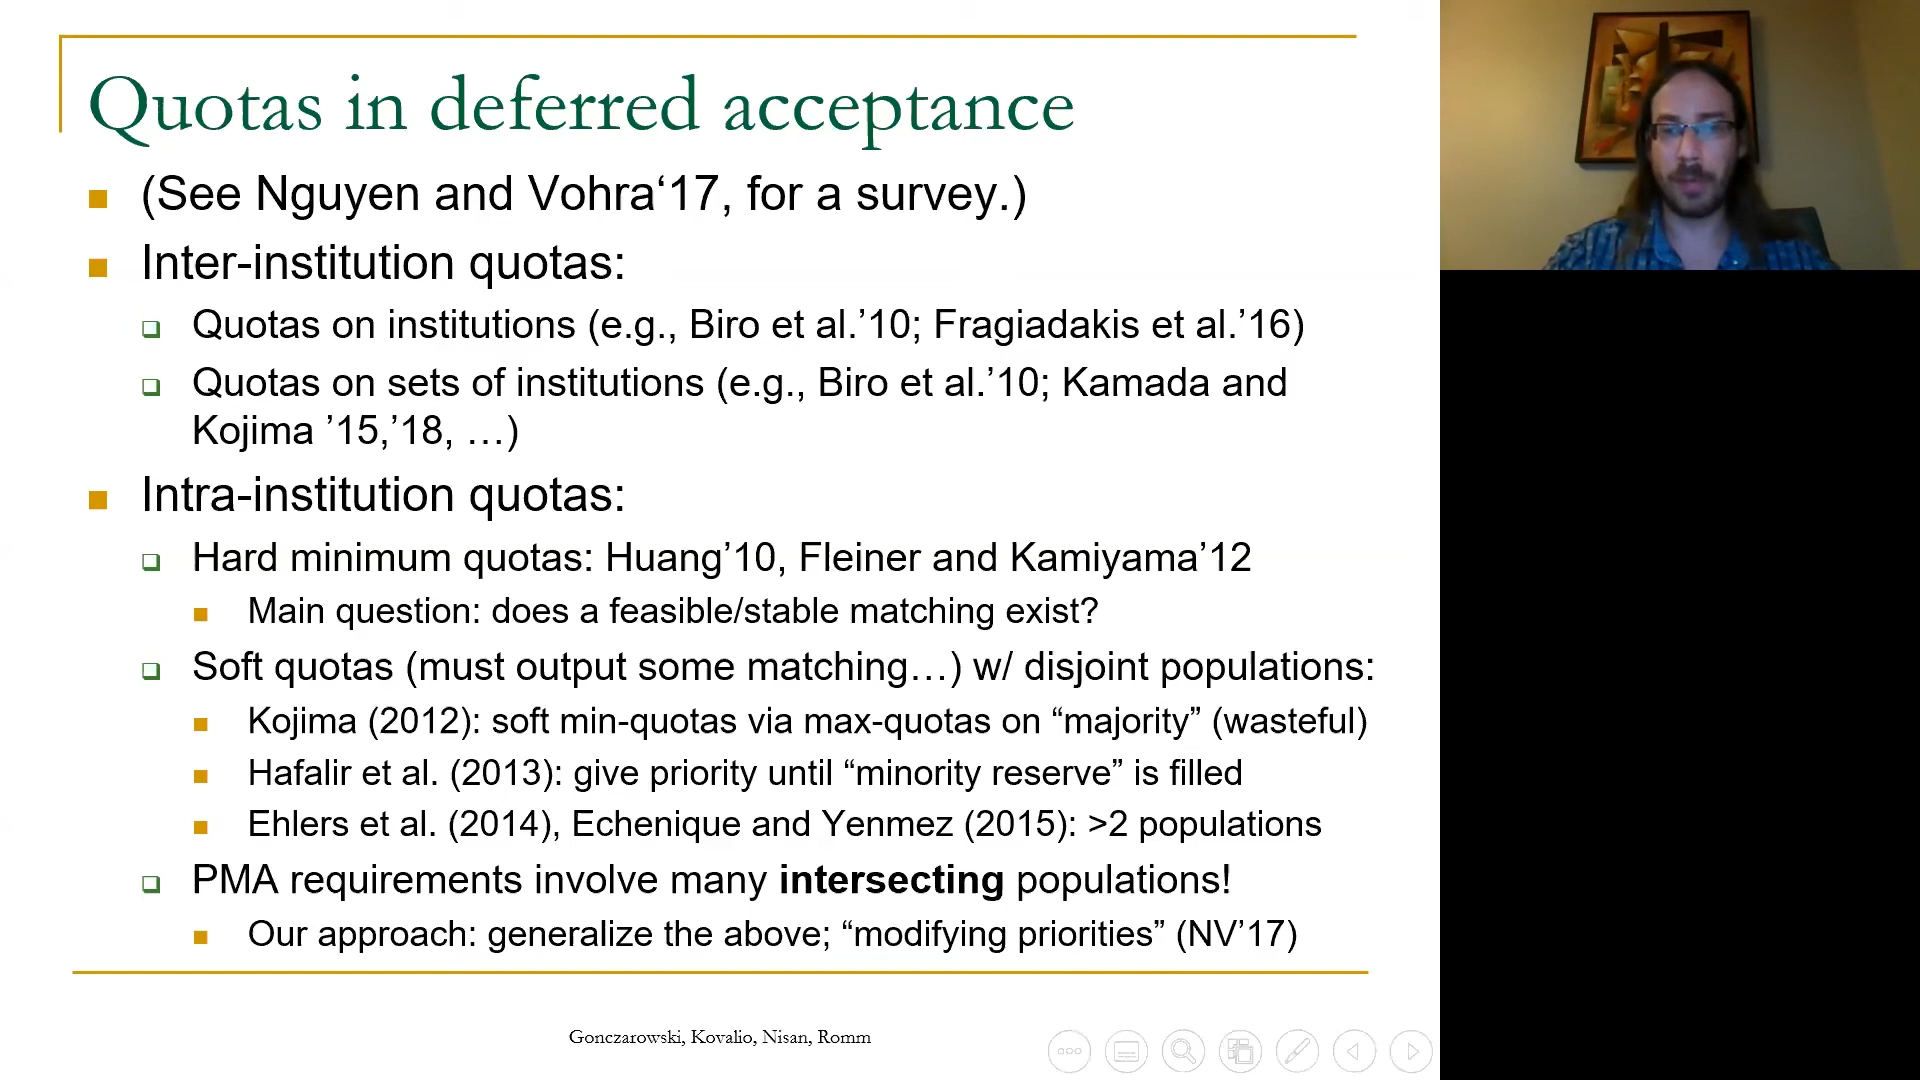 Quotas in deferred acceptance
(See Nguyen and Vohra‘17, for a survey.)
Inter-institution quotas:
Quotas on institutions (e.g., Biro et al.’10; Fragiadakis et al.’16)
Quotas on sets of institutions (e.g., Biro et al.’10; Kamada and
Kojima ’15,’18, …)
Intra-institution quotas:
Hard minimum quotas: Huang’10, Fleiner and Kamiyama’12
Main question: does a feasible/stable matching exist?
Soft quotas (must output some matching…) w/ disjoint populations:
Kojima (2012): soft min-quotas via max-quotas on “majority” (wasteful)
Hafalir et al. (2013): give priority until “minority reserve” is filled
Ehlers et al. (2014), Echenique and Yenmez (2015): >2 populations
PMA requirements involve many intersecting populations!
Our approach: generalize the above; “modifying priorities” (NV’17)
Gonczarowski, Kovalio, Nisan, Romm